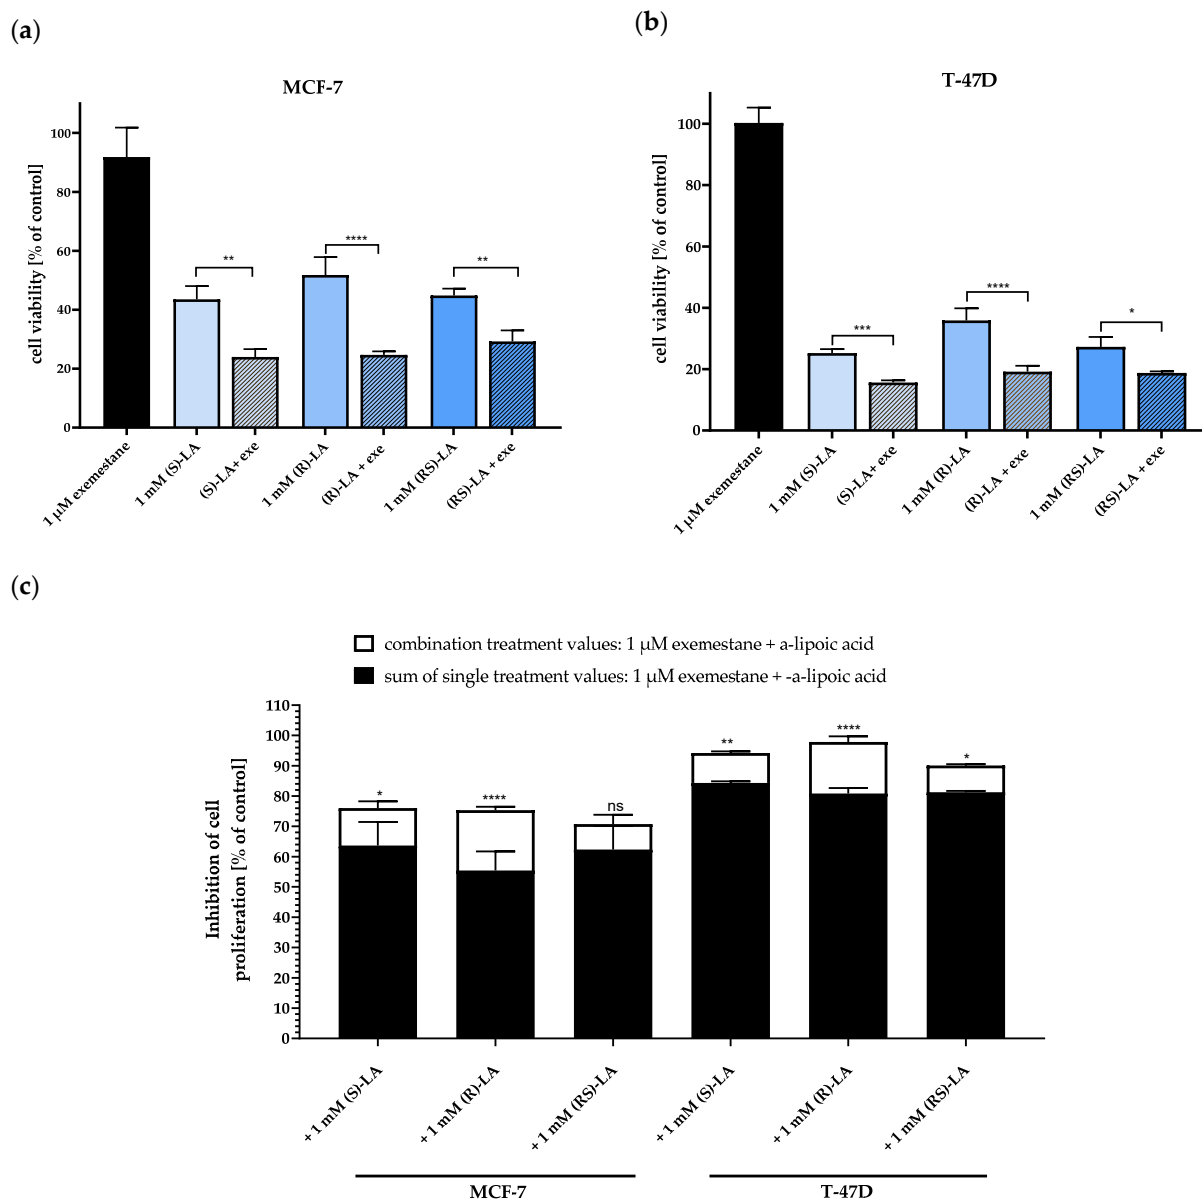 (a)
MCF-7
cell viability [% of control]
100
80
60
40
20
0
**
****
**
1 µM exemestane
1 mM (S)-LA
(S)-LA+ exe
1 mM (R)-LA
(R)-LA + exe
1 mM (RS)-LA
(RS)-LA + exe
(b)
T-47D
cell viability [% of control]
100
80
60
40
20
0
***
****
*
1 µM exemestane
1 mM (S)-LA
(S)-LA+ exe
1 mM (R)-LA
(R)-LA + exe
1 mM (RS)-LA
(RS)-LA + exe
(c)
combination treatment values: 1 µM exemestane + a-lipoic acid
sum of single treatment values: 1 µM exemestane + -a-lipoic acid
Inhibition of cell
proliferation [% of control]
110
100
90
80
70
60
50
40
30
20
10
0
*
****
ns
**
****
*
+ 1 mM (S)-LA
+ 1 mM (R)-LA
+ 1 mM (RS)-LA
+ 1 mM (S)-LA
+ 1 mM (R)-LA
+ 1 mM (RS)-LA
MCF-7
T-47D